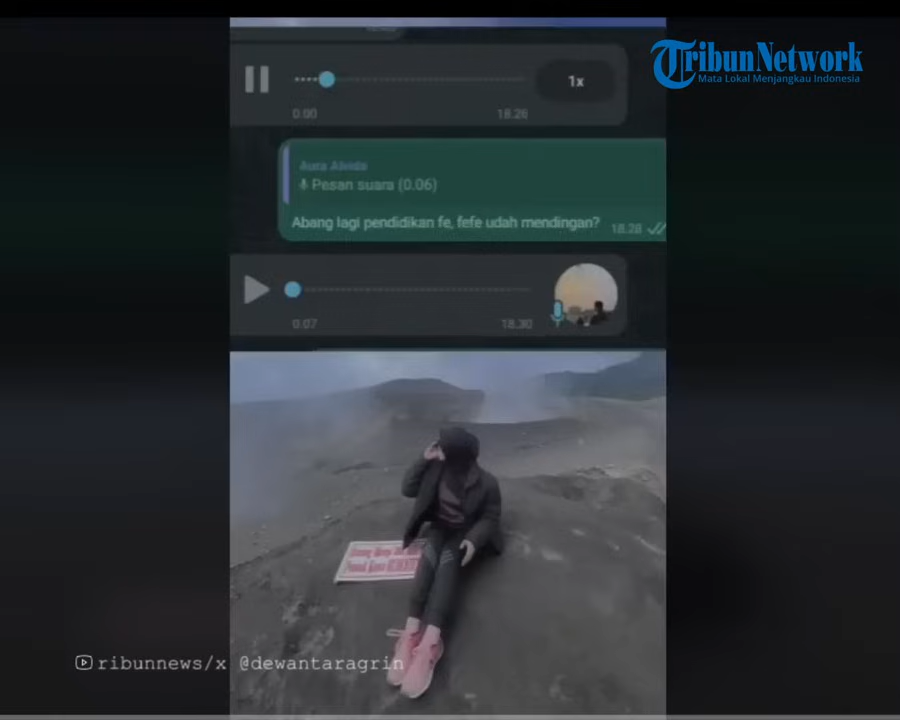 TribunNetwork
Mata Lokal Menjangkau Indonesia
1x
0:00
18.26
Pesan suara (0.06)
Abang lagi pendidikan fe, fefe udah mendingan?
18.28
0:07
18.30
ribunnews/x @dewantaragrin